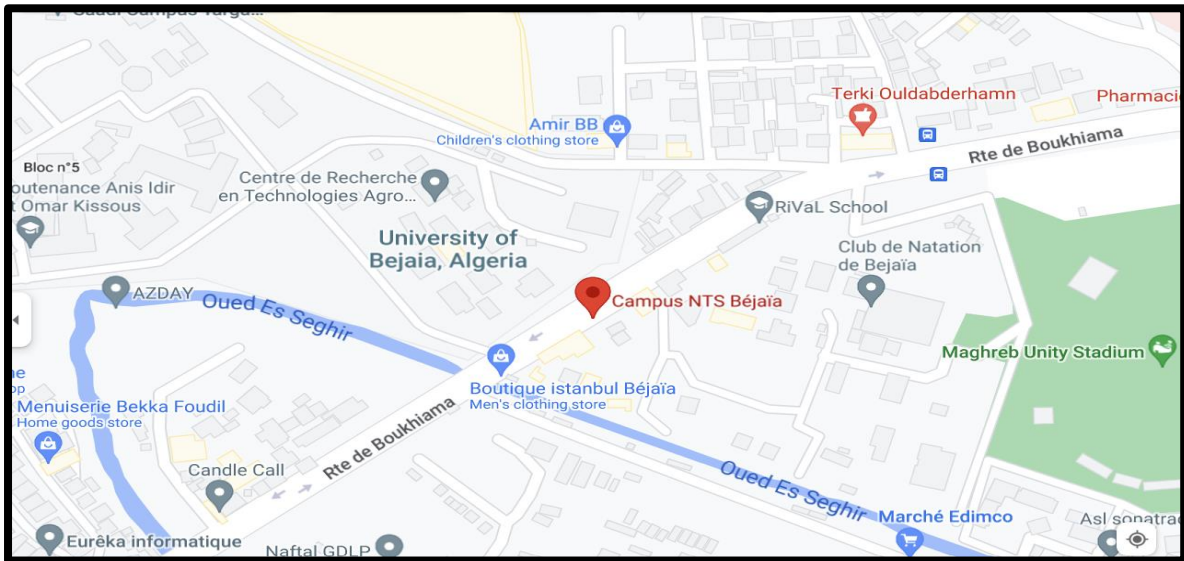 Terki Ouldabderhamn
Pharmacie
Amir BB
Children's clothing store
Rte de Boukhiama
Bloc n°5
Anis Idir
Omar Kissous
Centre de Recherche
en Technologies Agro...
RiVaL School
University of
Bejaia, Algeria
Club de Natation
de Bejaïa
AZDAY
Oued Es Seghir
Campus NTS Béjaïa
Maghreb Unity Stadium
Boutique istanbul Béjaïa
Men's clothing store
Menuiserie Bekka Foudil
Home goods store
Rte de Boukhiama
Candle Call
Oued Es Seghir
Marché Edimco
Asl
Eurêka informatique
Naftal GDLP